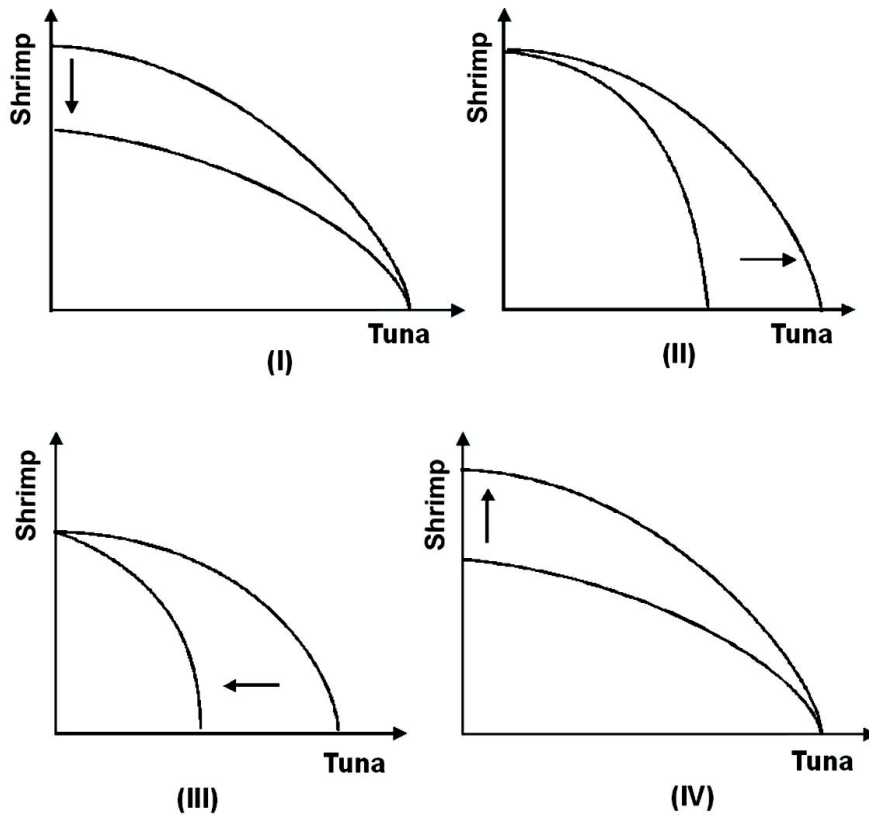 Shrimp
Tuna
(I)
Shrimp
Tuna
(II)
Shrimp
Tuna
(III)
Shrimp
Tuna
(IV)